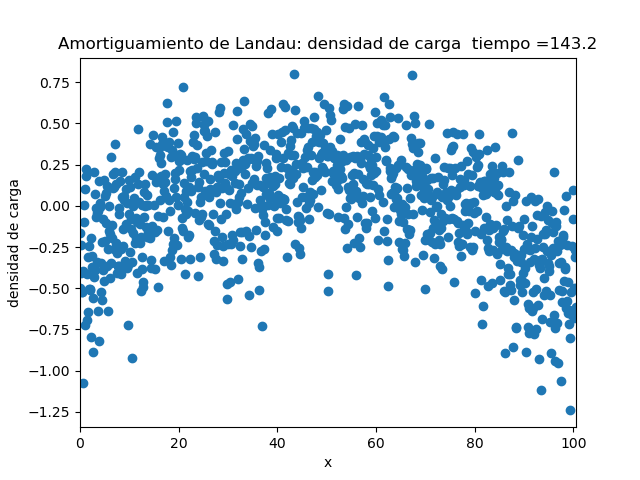 Amortiguamiento de Landau: densidad de carga  tiempo =143.2
densidad de carga
0.75
0.50
0.25
0.00
−0.25
−0.50
−0.75
−1.00
−1.25
0 20 40 60 80 100
x